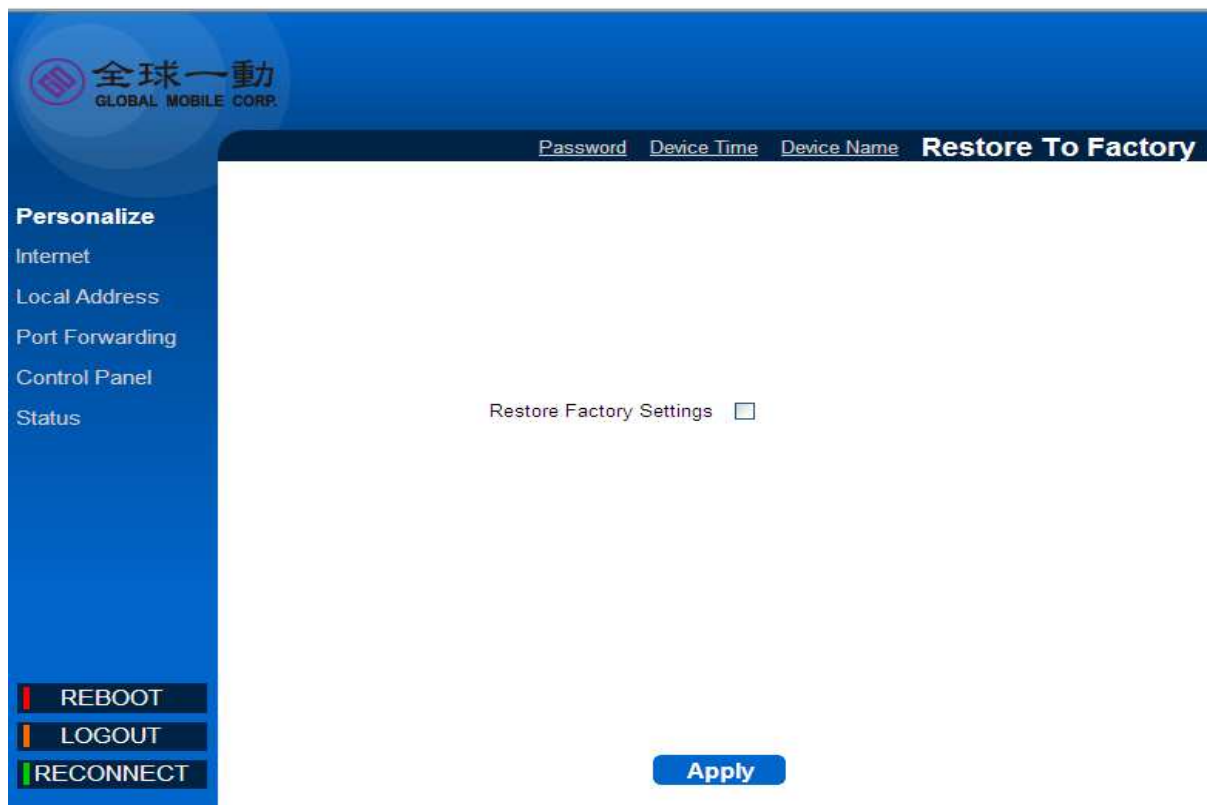 全球一動
GLOBAL MOBILE CORP.
Password Device Time Device Name Restore To Factory
Personalize
Internet
Local Address
Port Forwarding
Control Panel
Status
Restore Factory Settings
REBOOT
LOGOUT
RECONNECT
Apply